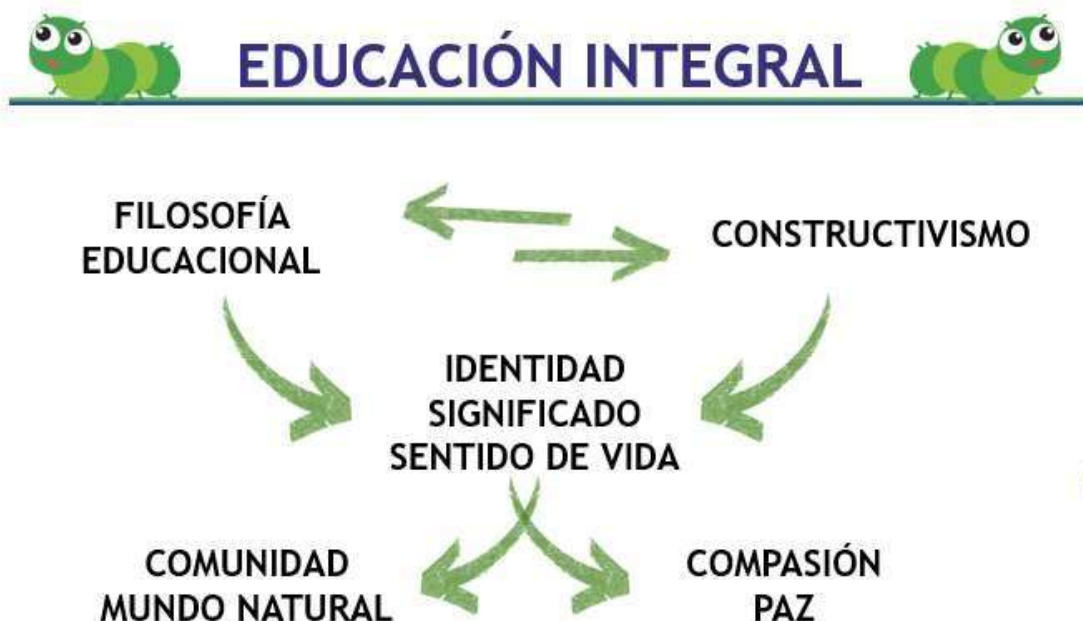 EDUCACIÓN INTEGRAL
FILOSOFÍA
EDUCACIONAL
CONSTRUCTIVISMO
IDENTIDAD
SIGNIFICADO
SENTIDO DE VIDA
COMUNIDAD
MUNDO NATURAL
COMPASIÓN
PAZ